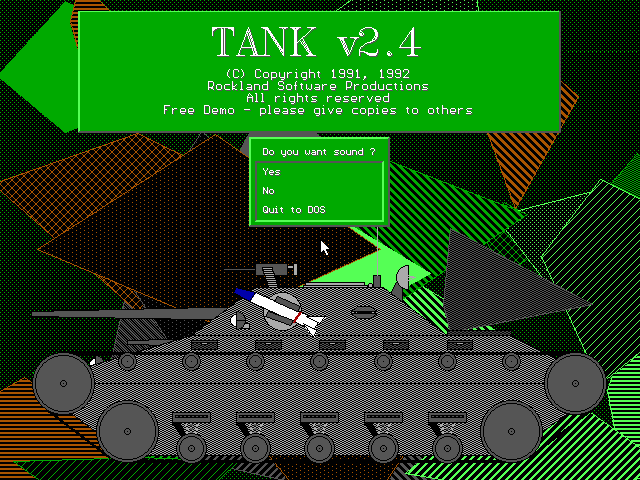 TANK v2.4
(C) Copyright 1991, 1992
Rockland Software Productions
All rights reserved
Free Demo - please give copies to others
Do you want sound ?
Yes
No
Quit to DOS